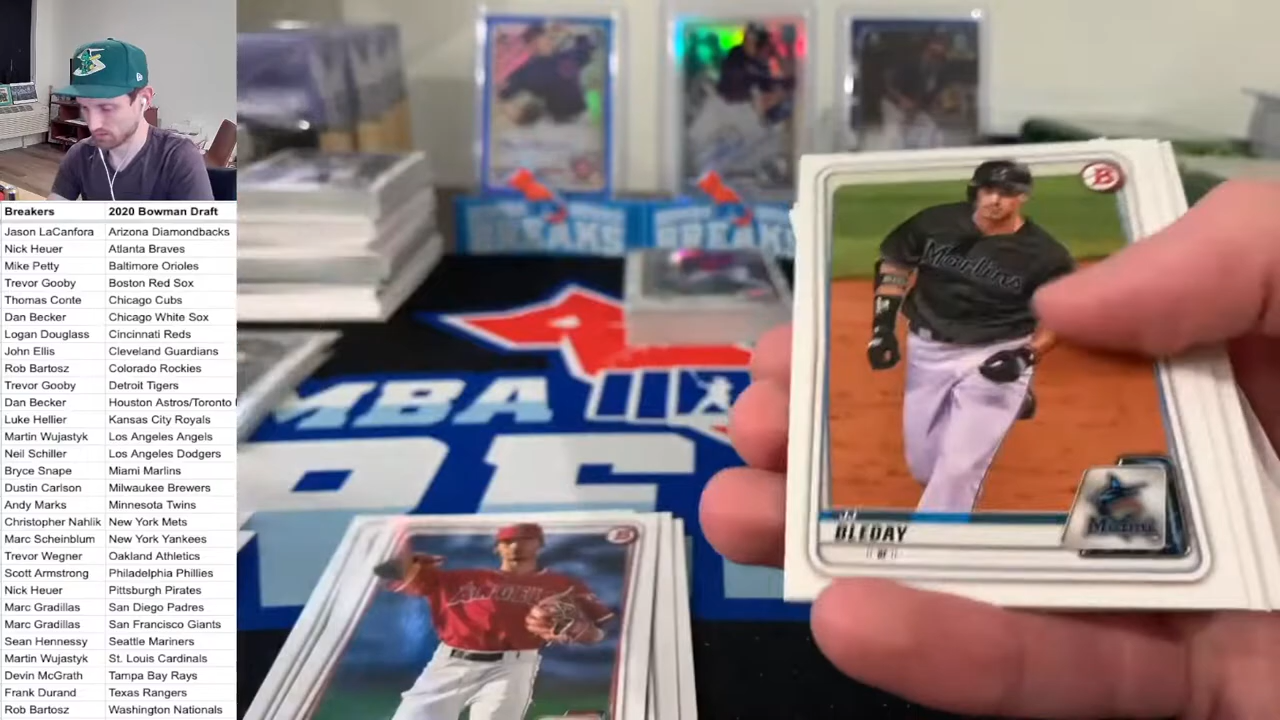 Breakers 2020 Bowman Draft
Jason LaCanfora Arizona Diamondbacks
Nick Heuer Atlanta Braves
Mike Petty Baltimore Orioles
Trevor Gooby Boston Red Sox
Thomas Conte Chicago Cubs
Dan Becker Chicago White Sox
Logan Douglass Cincinnati Reds
John Ellis Cleveland Guardians
Rob Bartosz Colorado Rockies
Trevor Gooby Detroit Tigers
Dan Becker Houston Astros/Toronto
Luke Hellier Kansas City Royals
Martin Wujastyk Los Angeles Angels
Neil Schiller Los Angeles Dodgers
Bryce Snape Miami Marlins
Dustin Carlson Milwaukee Brewers
Andy Marks Minnesota Twins
Christopher Nahlik New York Mets
Marc Scheinblum New York Yankees
Trevor Wegner Oakland Athletics
Scott Armstrong Philadelphia Phillies
Nick Heuer Pittsburgh Pirates
Marc Gradillas San Diego Padres
Marc Gradillas San Francisco Giants
Sean Hennessy Seattle Mariners
Martin Wujastyk St. Louis Cardinals
Devin McGrath Tampa Bay Rays
Frank Durand Texas Rangers
Rob Bartosz Washington Nationals
BREAKS
BREAKS
MBA
B
Marlins
JJ
BLEDAY
OF
Marlins
B